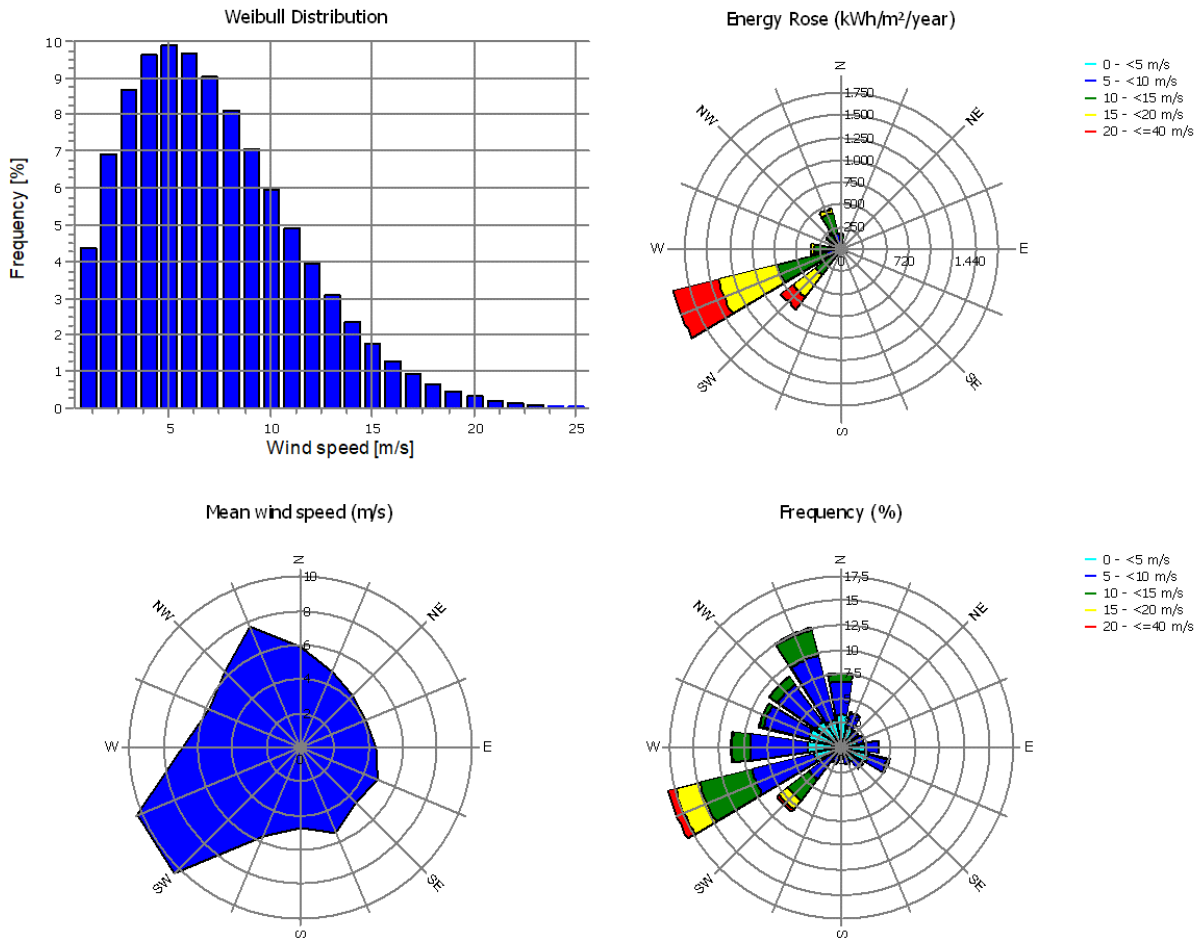 Weibull Distribution
10
9
8
7
6
5
4
3
2
1
0
Frequency [%]
5
10
15
20
25
Wind speed [m/s]
Energy Rose (kWh/m²/year)
N
NE
E
SE
S
SW
W
NW
1.750
1.500
1.250
1.000
750
500
250
0
720
1.440
0 - <5 m/s
5 - <10 m/s
10 - <15 m/s
15 - <20 m/s
20 - <=40 m/s
Mean wind speed (m/s)
N
NE
E
SE
S
SW
W
NW
10
8
6
4
0
Frequency (%)
N
NE
E
SE
S
SW
W
NW
17,5
15
12,5
10
7,5
0 - <5 m/s
5 - <10 m/s
10 - <15 m/s
15 - <20 m/s
20 - <=40 m/s